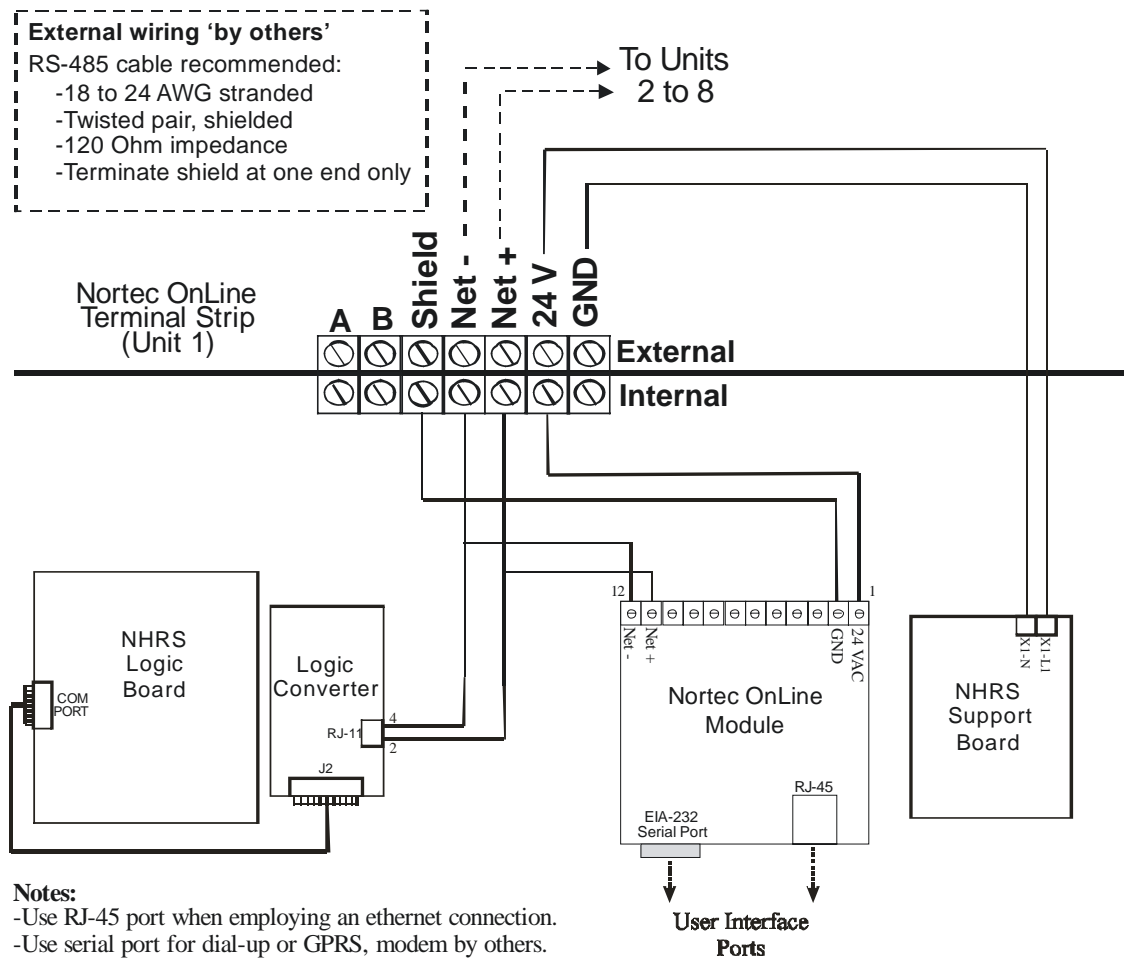 External wiring ‘by others’
RS-485 cable recommended:
-18 to 24 AWG stranded
-Twisted pair, shielded
-120 Ohm impedance
-Terminate shield at one end only
To Units
2 to 8
Nortec OnLine
Terminal Strip
(Unit 1)
A
B
Shield
Net -
Net +
24 V
GND
External
Internal
NHRS
Logic
Board
COM
PORT
Logic
Converter
RJ-11
4
2
J2
12
1
Net -
Net +
GND
24 VAC
Nortec OnLine
Module
EIA-232
Serial Port
RJ-45
X1-N
X1-L1
NHRS
Support
Board
User Interface
Ports
Notes:
-Use RJ-45 port when employing an ethernet connection.
-Use serial port for dial-up or GPRS, modem by others.